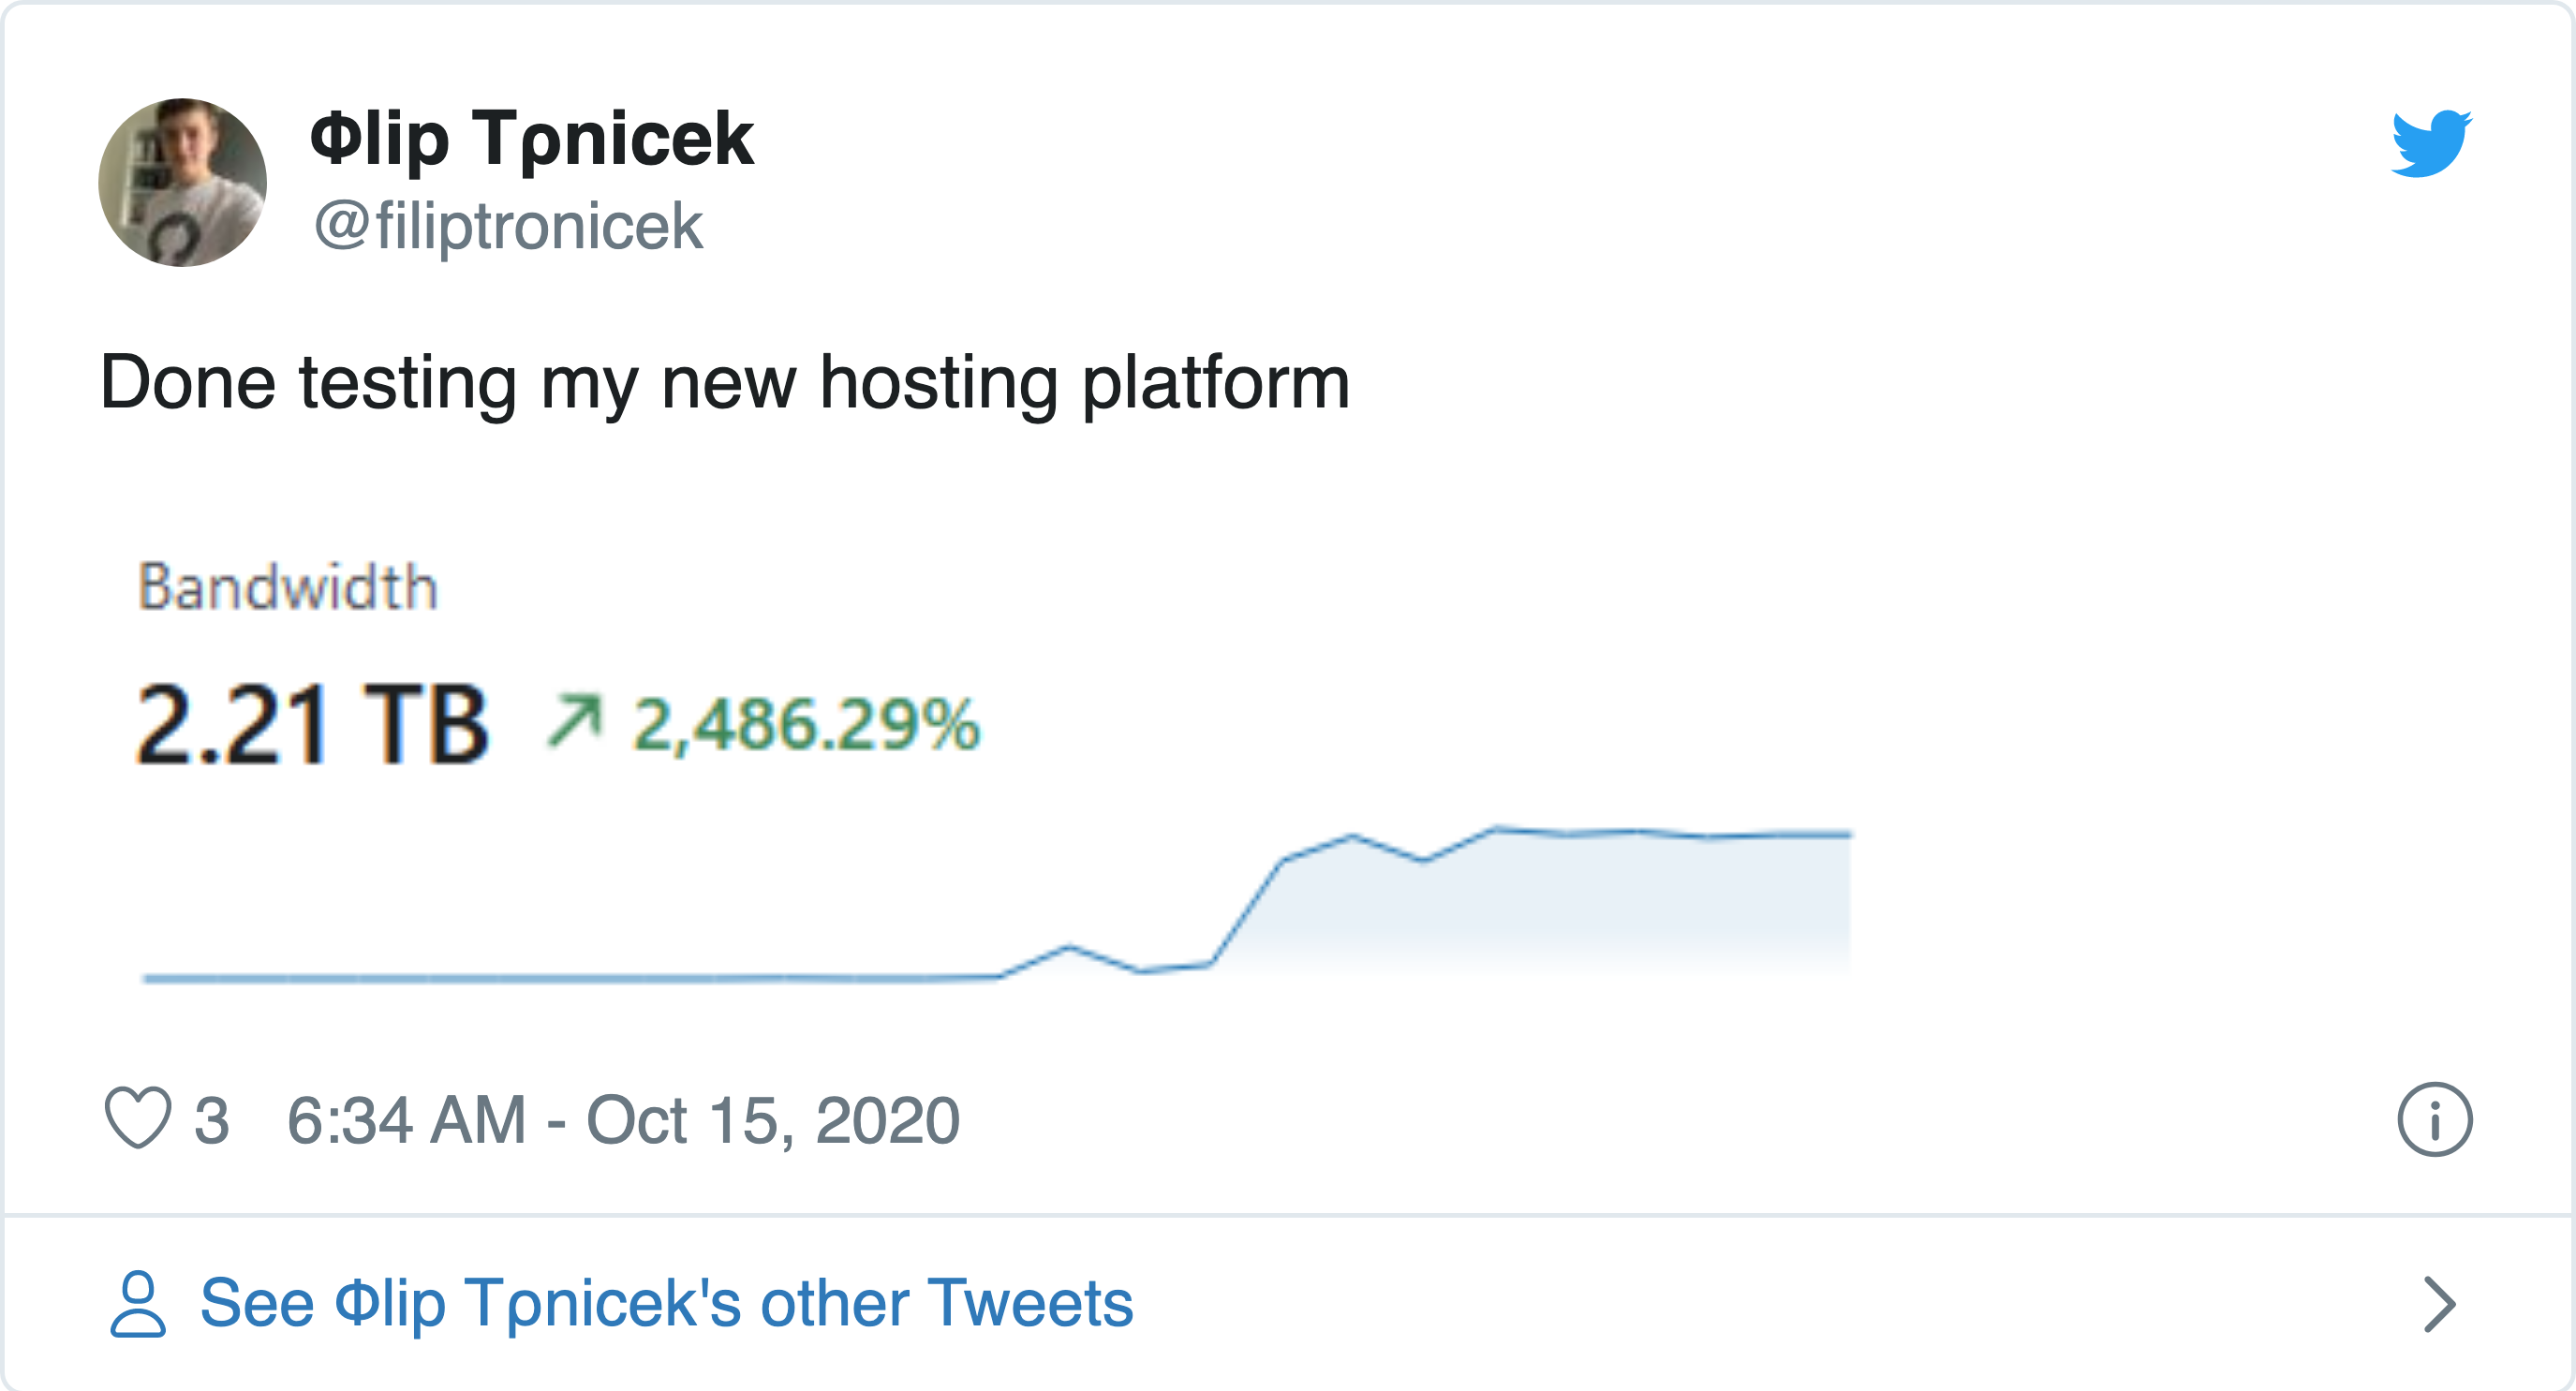 Φlip Tρnicek
@filiptronicek
Done testing my new hosting platform
Bandwidth
2.21 TB ↗ 2,486.29%
3 6:34 AM - Oct 15, 2020
See Φlip Tρnicek's other Tweets